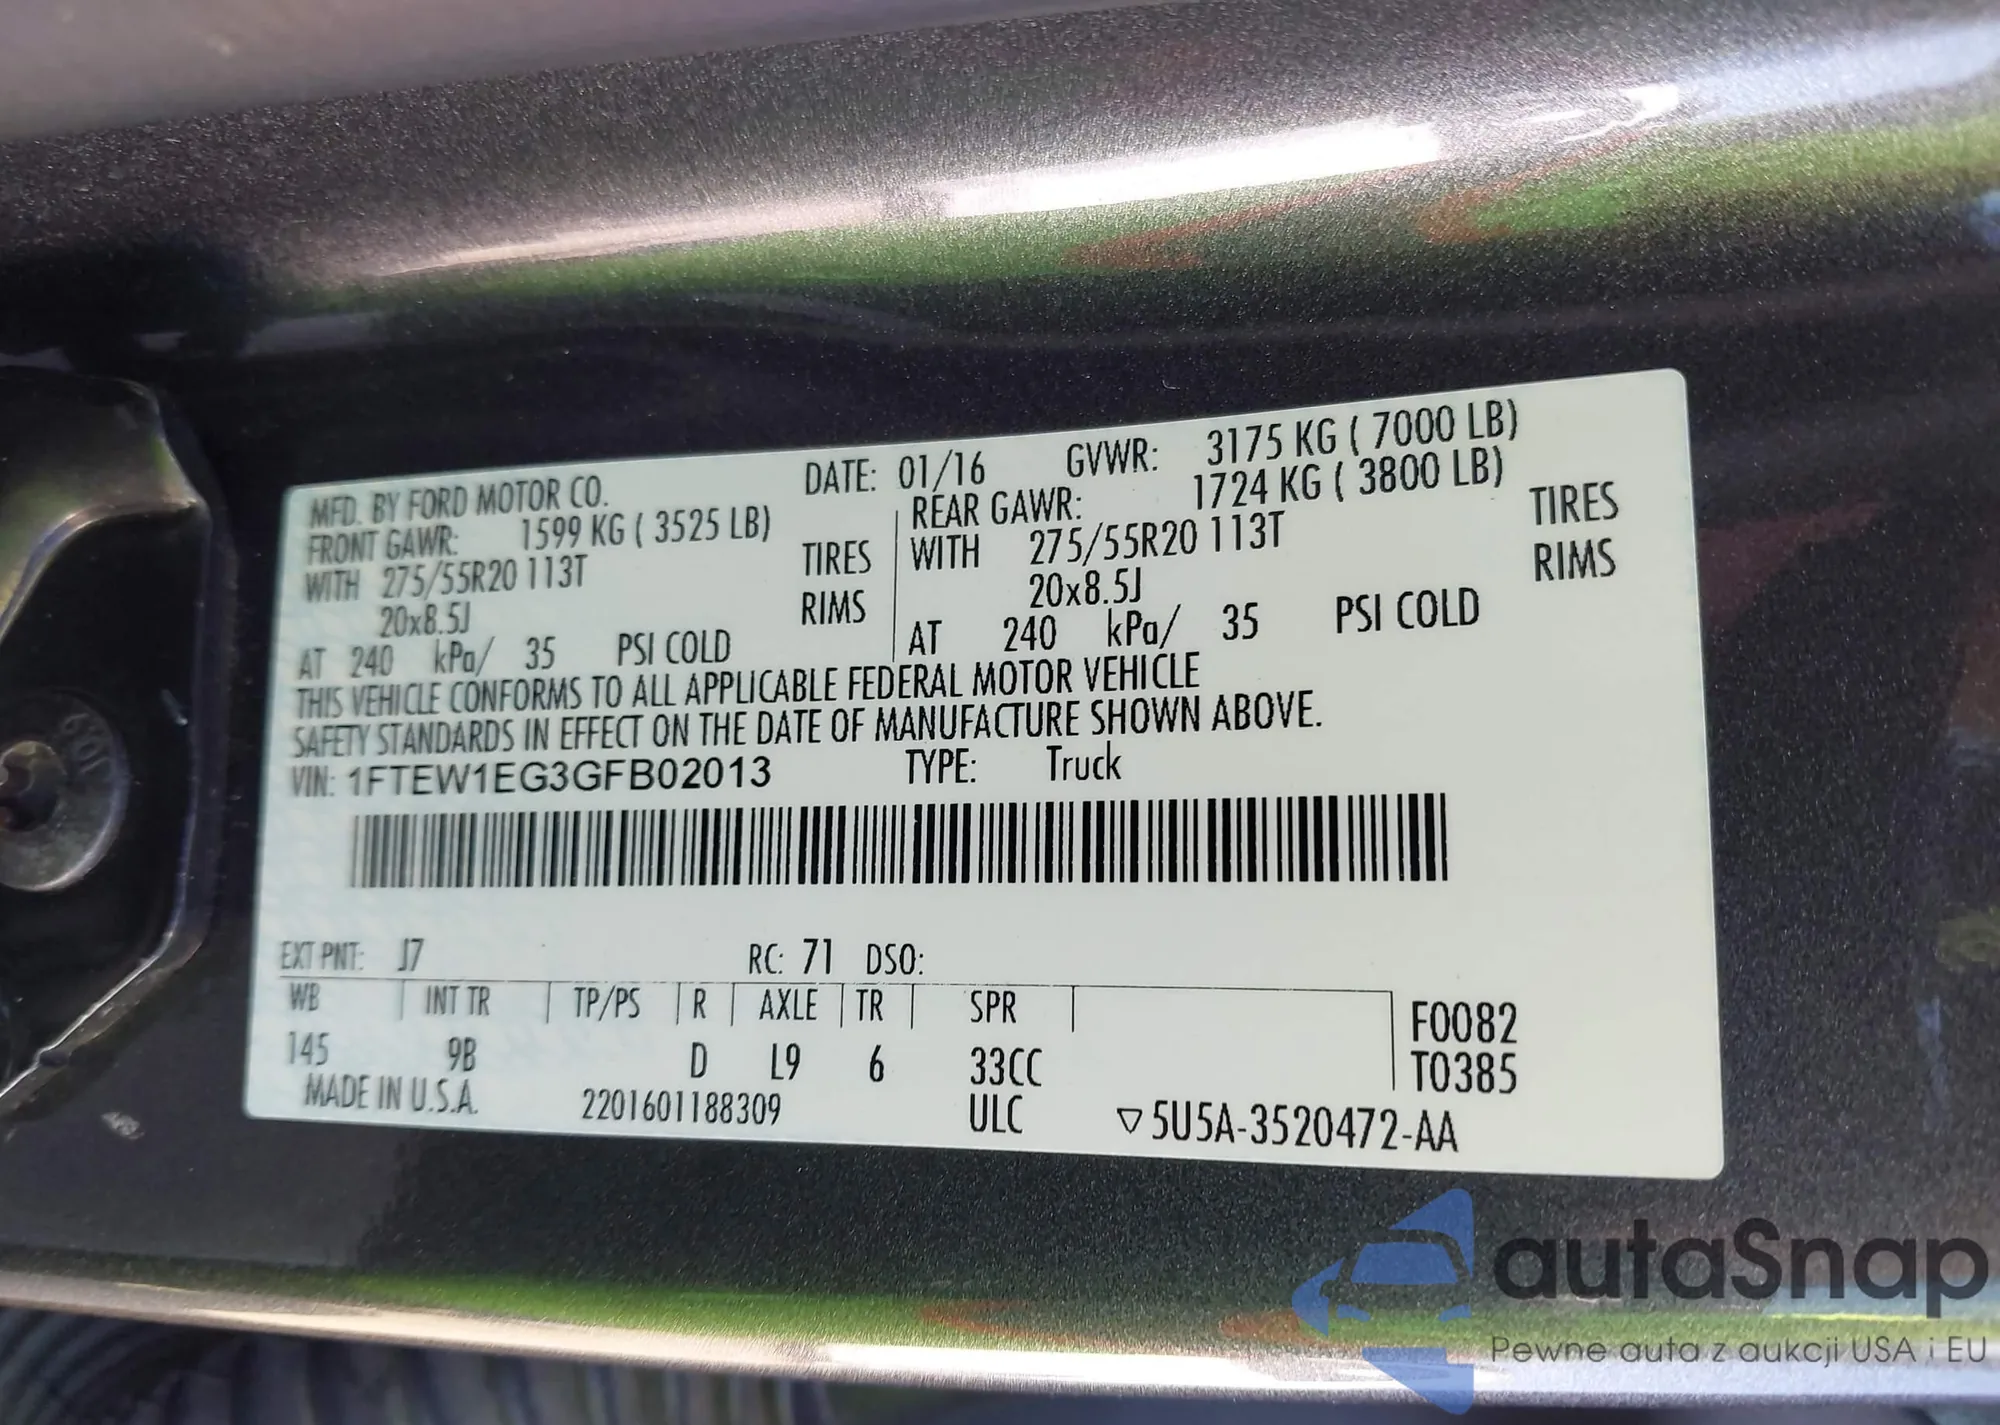 MFD. BY FORD MOTOR CO. DATE: 01/16 GVWR: 3175 KG ( 7000 LB)
FRONT GAWR: 1599 KG ( 3525 LB) REAR GAWR: 1724 KG ( 3800 LB)
WITH 275/55R20 113T TIRES WITH 275/55R20 113T TIRES
20x8.5J RIMS 20x8.5J RIMS
AT 240 kPa/ 35 PSI COLD AT 240 kPa/ 35 PSI COLD
THIS VEHICLE CONFORMS TO ALL APPLICABLE FEDERAL MOTOR VEHICLE
SAFETY STANDARDS IN EFFECT ON THE DATE OF MANUFACTURE SHOWN ABOVE.
VIN: 1FTEW1EG3GFB02013 TYPE: Truck
EXT PNT: J7 RC: 71 DSO:
WB INT TR TP/PS R AXLE TR SPR F0082
145 9B D L9 6 33CC T0385
MADE IN U.S.A. 2201601188309 ULC ▽5U5A-3520472-AA
autaSnap
Pewne auta z aukcji USA i EU